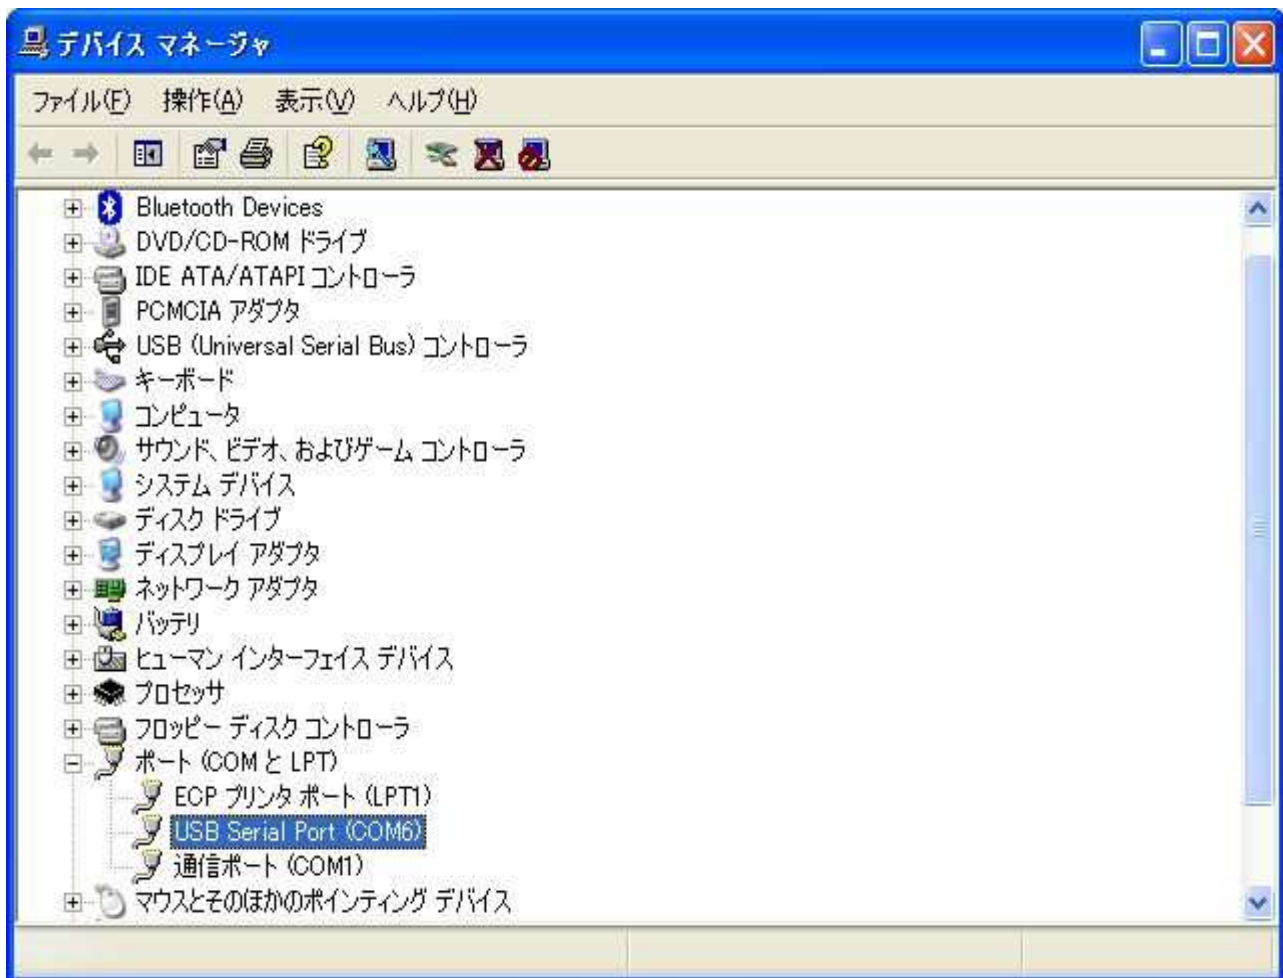 デバイス マネージャ
ファイル(F) 操作(A) 表示(V) ヘルプ(H)
Bluetooth Devices
DVD/CD-ROM ドライブ
IDE ATA/ATAPI コントローラ
PCMCIA アダプタ
USB (Universal Serial Bus) コントローラ
キーボード
コンピュータ
サウンド、ビデオ、およびゲーム コントローラ
システム デバイス
ディスク ドライブ
ディスプレイ アダプタ
ネットワーク アダプタ
バッテリ
ヒューマン インターフェイス デバイス
プロセッサ
フロッピー ディスク コントローラ
ポート (COM と LPT)
ECP プリンタ ポート (LPT1)
USB Serial Port (COM6)
通信ポート (COM1)
マウスとそのほかのポインティング デバイス